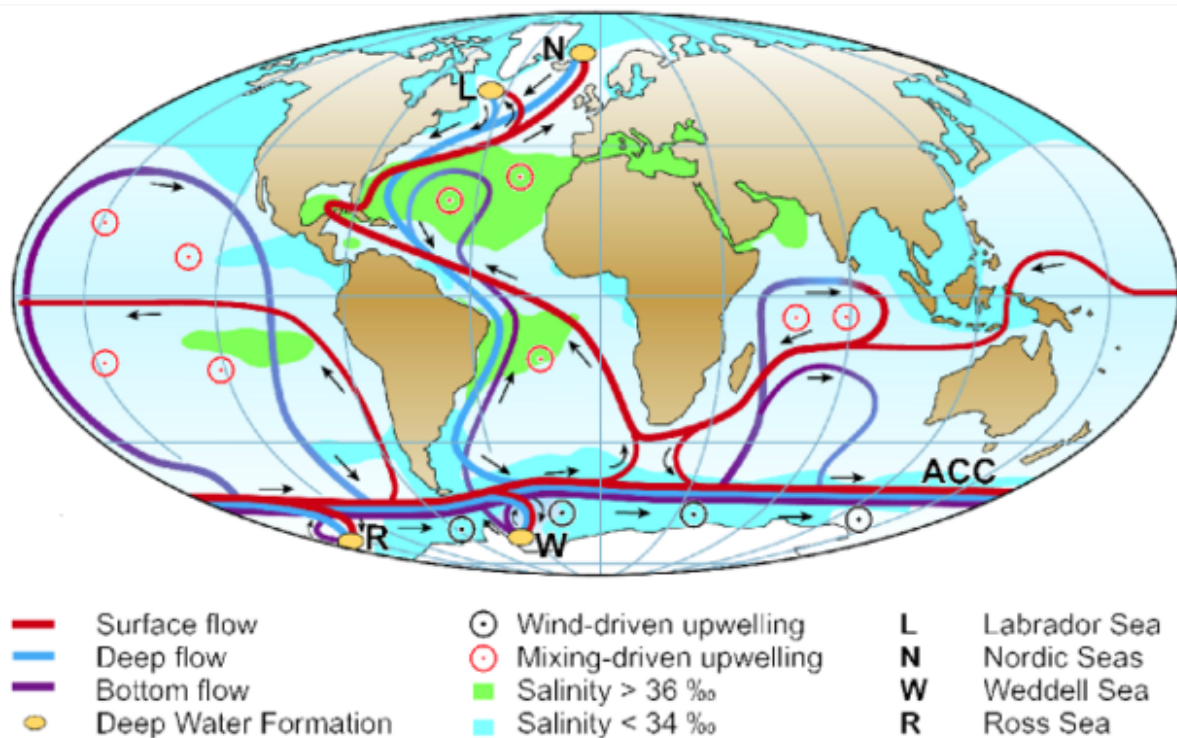 N
L
ACC
R
W
Surface flow
Deep flow
Bottom flow
Deep Water Formation
Wind-driven upwelling
Mixing-driven upwelling
Salinity > 36 ‰
Salinity < 34 ‰
L Labrador Sea
N Nordic Seas
W Weddell Sea
R Ross Sea